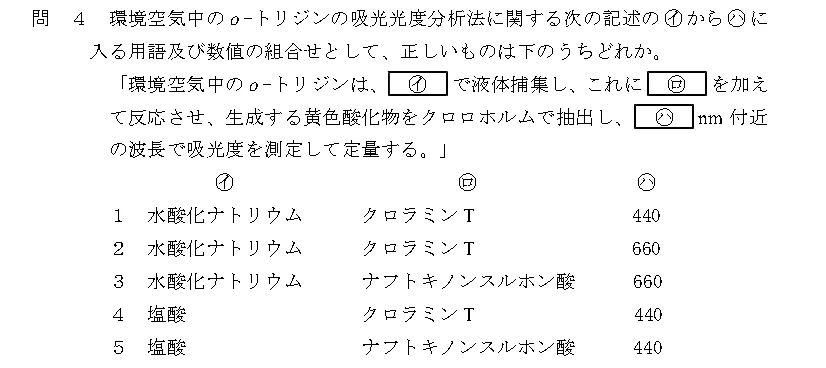 問 4 環境空気中のo-トリジンの吸光光度分析法に関する次の記述の㋑から㋩に
入る用語及び数値の組合せとして、正しいものは下のうちどれか。
「環境空気中のo-トリジンは、㋑で液体捕集し、これに㋺を加え
て反応させ、生成する黄色酸化物をクロロホルムで抽出し、㋩nm付近
の波長で吸光度を測定して定量する。」
㋑ ㋺ ㋩
1 水酸化ナトリウム クロラミンT 440
2 水酸化ナトリウム クロラミンT 660
3 水酸化ナトリウム ナフトキノンスルホン酸 660
4 塩酸 クロラミンT 440
5 塩酸 ナフトキノンスルホン酸 440